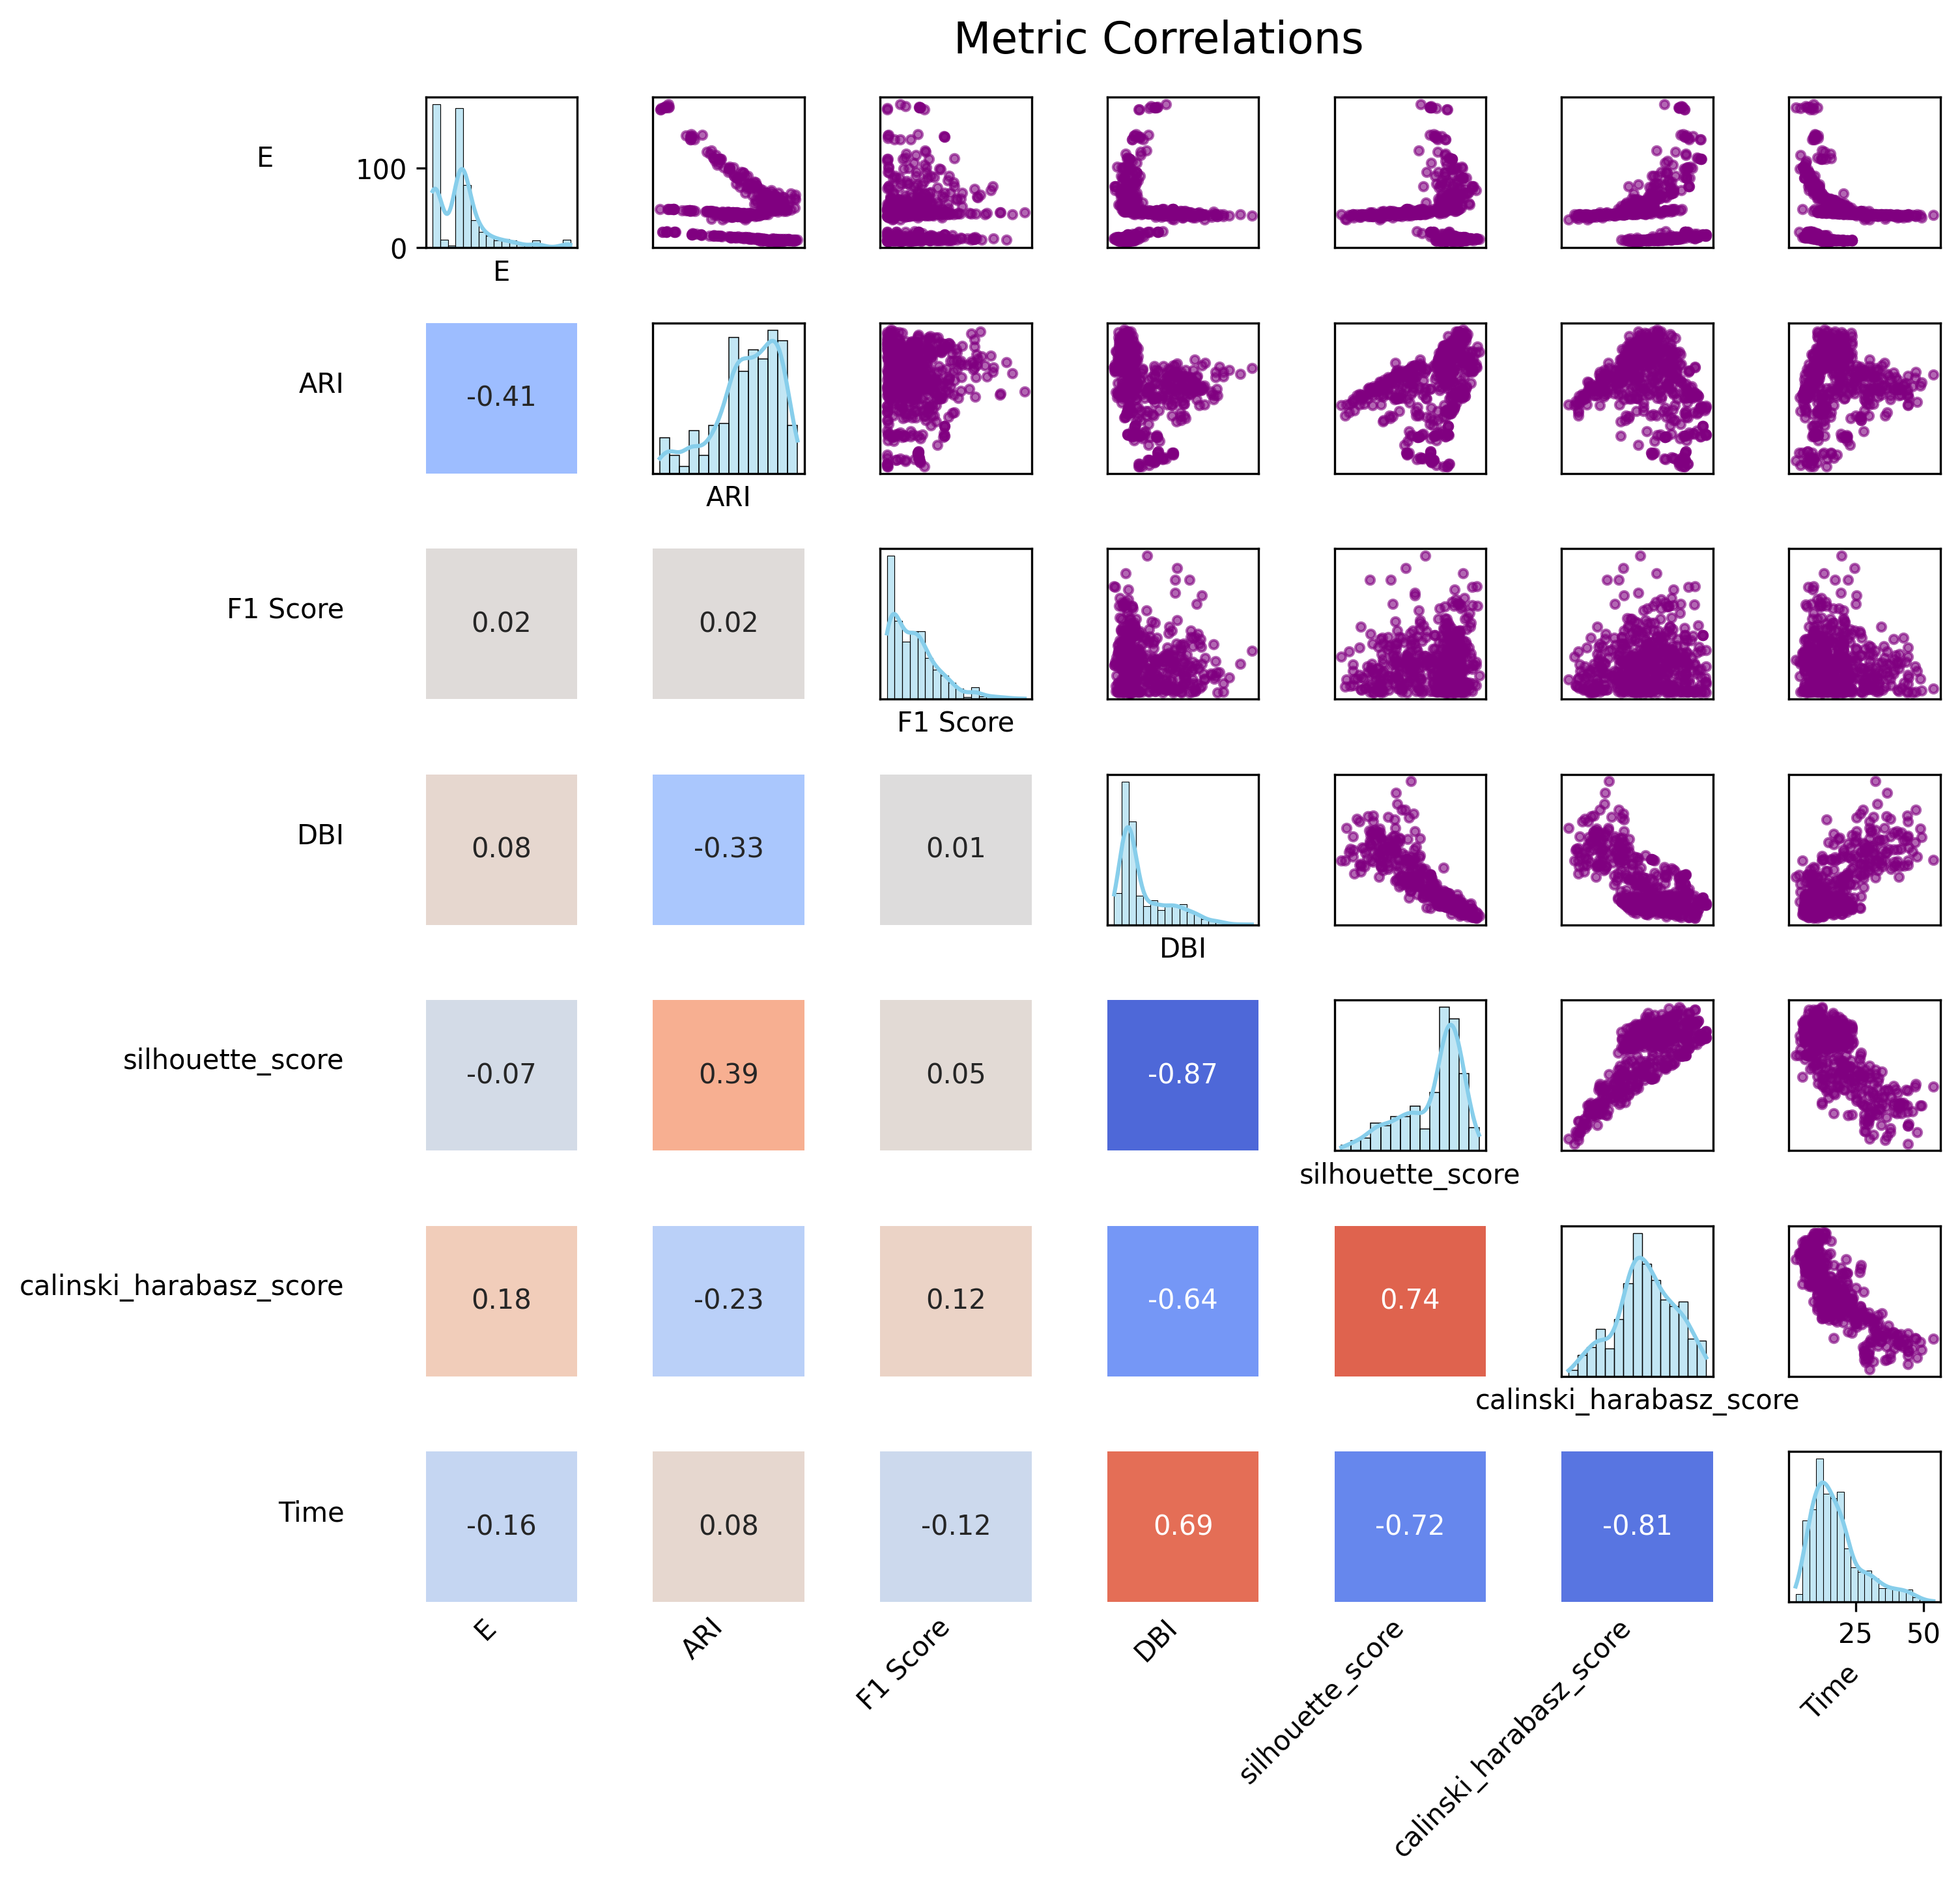 Metric Correlations
E
100
0
E
ARI
-0.41
ARI
F1 Score
0.02
0.02
F1 Score
DBI
0.08
-0.33
0.01
DBI
silhouette_score
-0.07
0.39
0.05
-0.87
silhouette_score
calinski_harabasz_score
0.18
-0.23
0.12
-0.64
0.74
calinski_harabasz_score
Time
-0.16
0.08
-0.12
0.69
-0.72
-0.81
25
50
E
ARI
F1 Score
DBI
silhouette_score
calinski_harabasz_score
Time